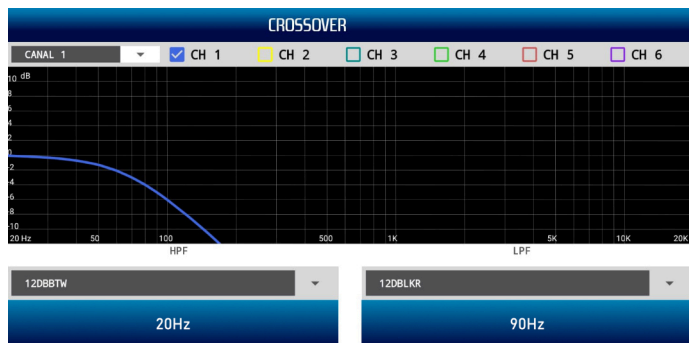 CROSSOVER
CANAL 1 CH 1 CH 2 CH 3 CH 4 CH 5 CH 6
10 dB
8
6
4
2
0
-2
-4
-6
-8
-10
20 Hz 50 100 500 1K 5K 10K 20K
HPF LPF
12DBBTW 12DBLKR
20Hz 90Hz